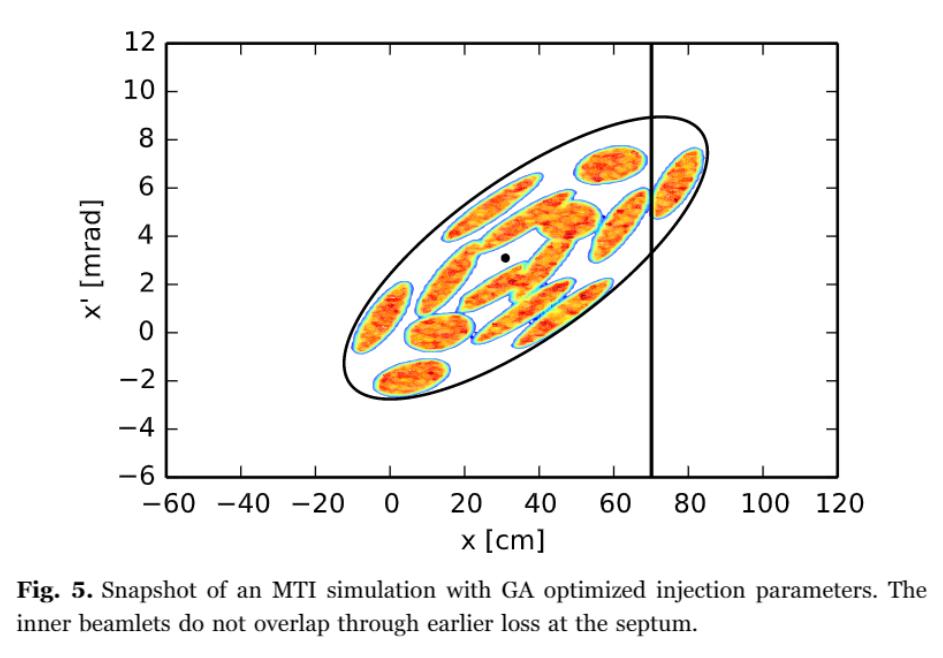 12
10
8
6
4
2
0
−2
−4
−6
x' [mrad]
−60 −40 −20 0 20 40 60 80 100 120
x [cm]
Fig. 5. Snapshot of an MTI simulation with GA optimized injection parameters. The
inner beamlets do not overlap through earlier loss at the septum.